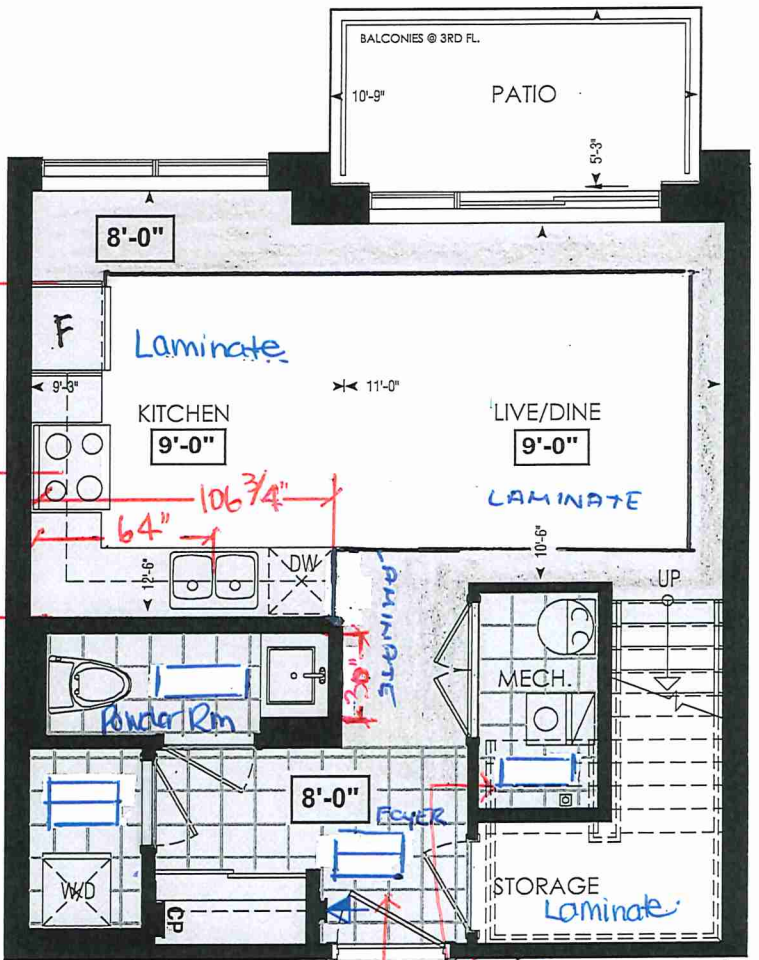 BALCONIES @ 3RD FL.
10'-9"
PATIO
5'-3"
8'-0"
F
Laminate
9'-3"
11'-0"
KITCHEN
9'-0"
LIVE/DINE
9'-0"
106 3/4"
LAMINATE
64"
10'-6"
12'-6"
DW
LAMINATE
UP
30"
MECH.
Powder Rm
8'-0"
FOYER
W/D
CP
STORAGE
Laminate